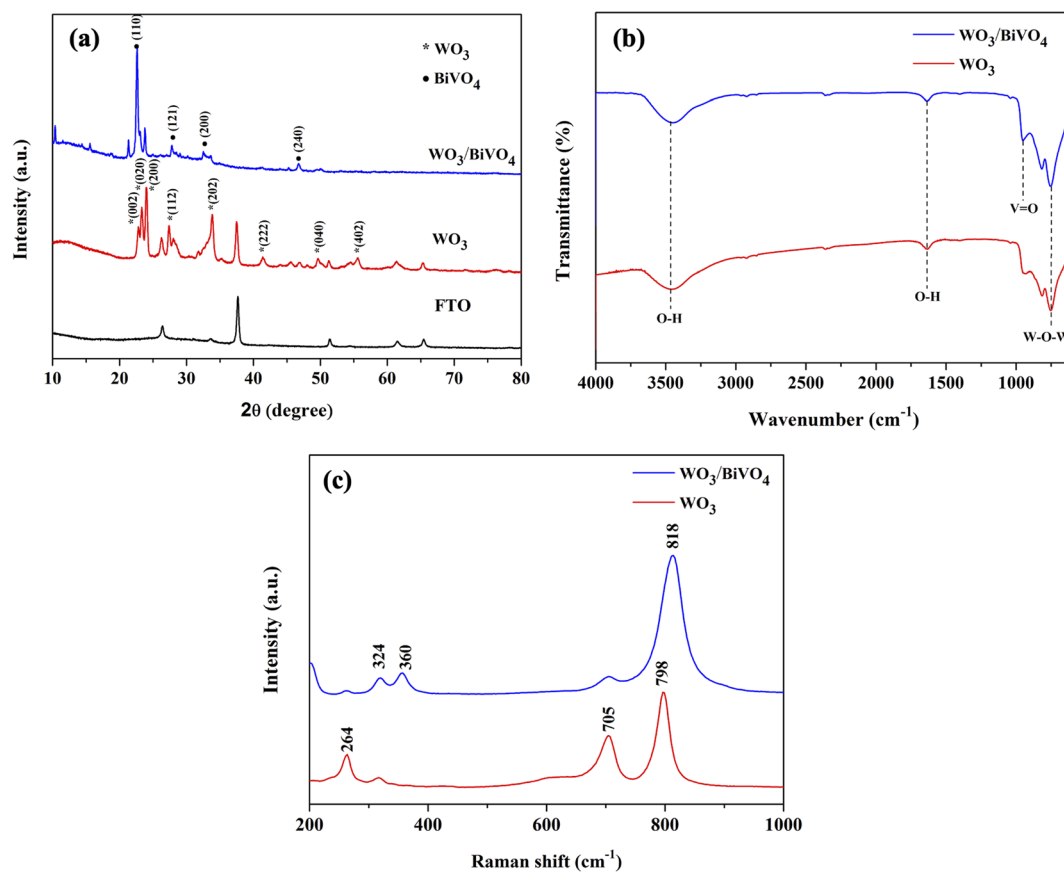 (a)
* WO3
● BiVO4
●(110)
●(121)
●(200)
●(240)
WO3/BiVO4
*(002)
*(020)
*(200)
*(112)
*(202)
*(222)
*(040)
*(402)
WO3
FTO
Intensity (a.u.)
10 20 30 40 50 60 70 80
2θ (degree)
(b)
WO3/BiVO4
WO3
Transmittance (%)
V=O
O-H
O-H
W-O-W
4000 3500 3000 2500 2000 1500 1000
Wavenumber (cm-1)
(c)
WO3/BiVO4
WO3
818
324
360
798
705
264
Intensity (a.u.)
200 400 600 800 1000
Raman shift (cm-1)